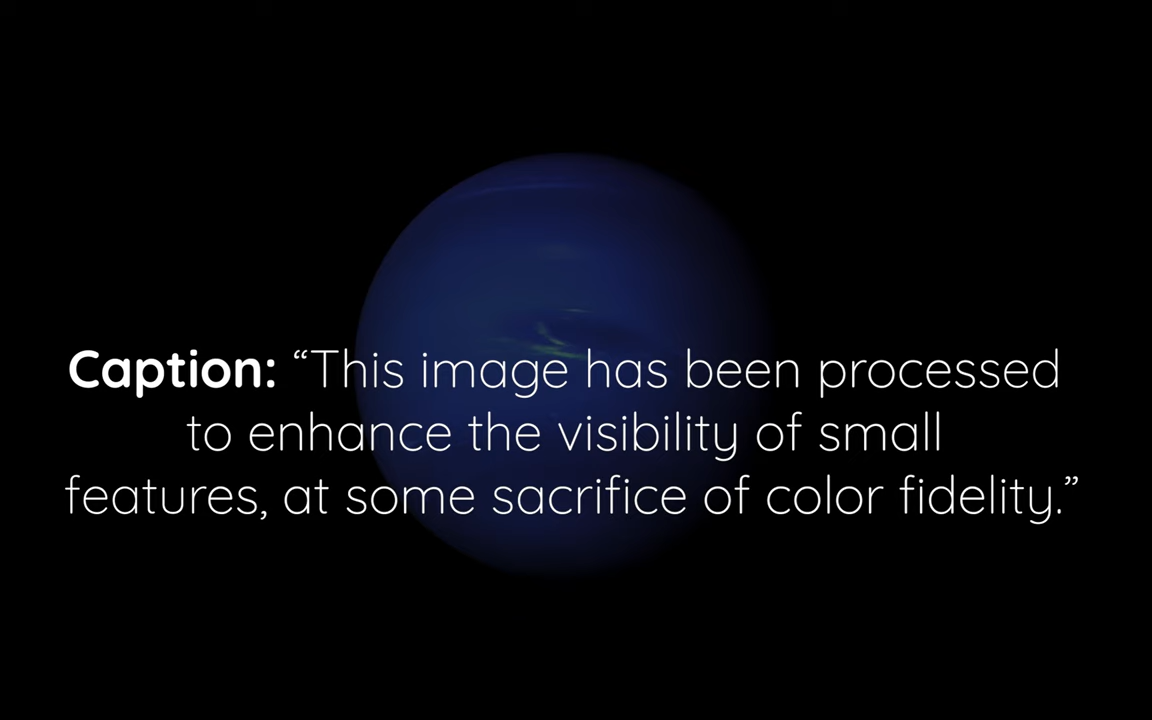 Caption: “This image has been processed
to enhance the visibility of small
features, at some sacrifice of color fidelity.”